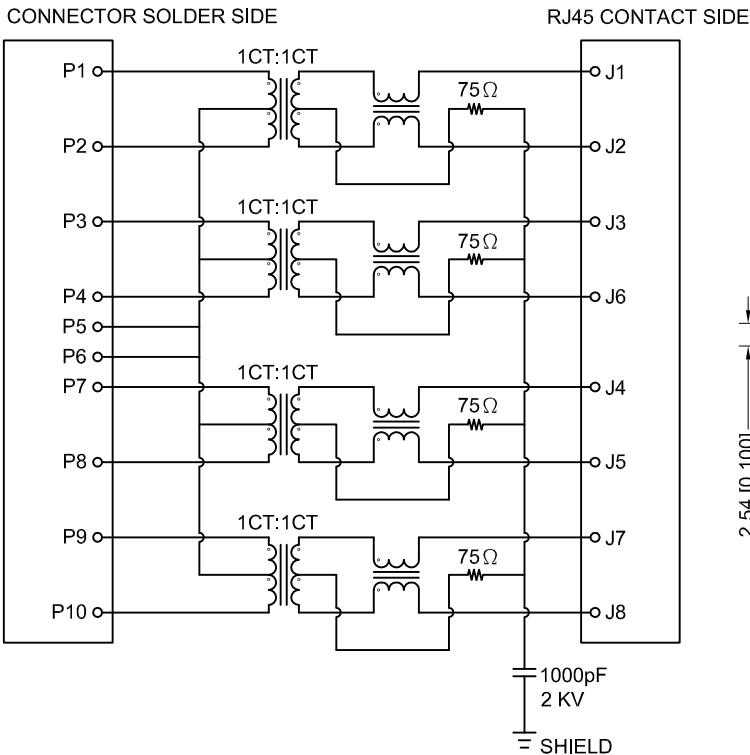 CONNECTOR SOLDER SIDE
RJ45 CONTACT SIDE
1CT:1CT
P1
75Ω
J1
P2
J2
1CT:1CT
P3
75Ω
J3
P4
J6
P5
P6
1CT:1CT
P7
75Ω
J4
P8
J5
1CT:1CT
P9
75Ω
J7
P10
J8
1000pF
2 KV
SHIELD
2.54 [0.100]